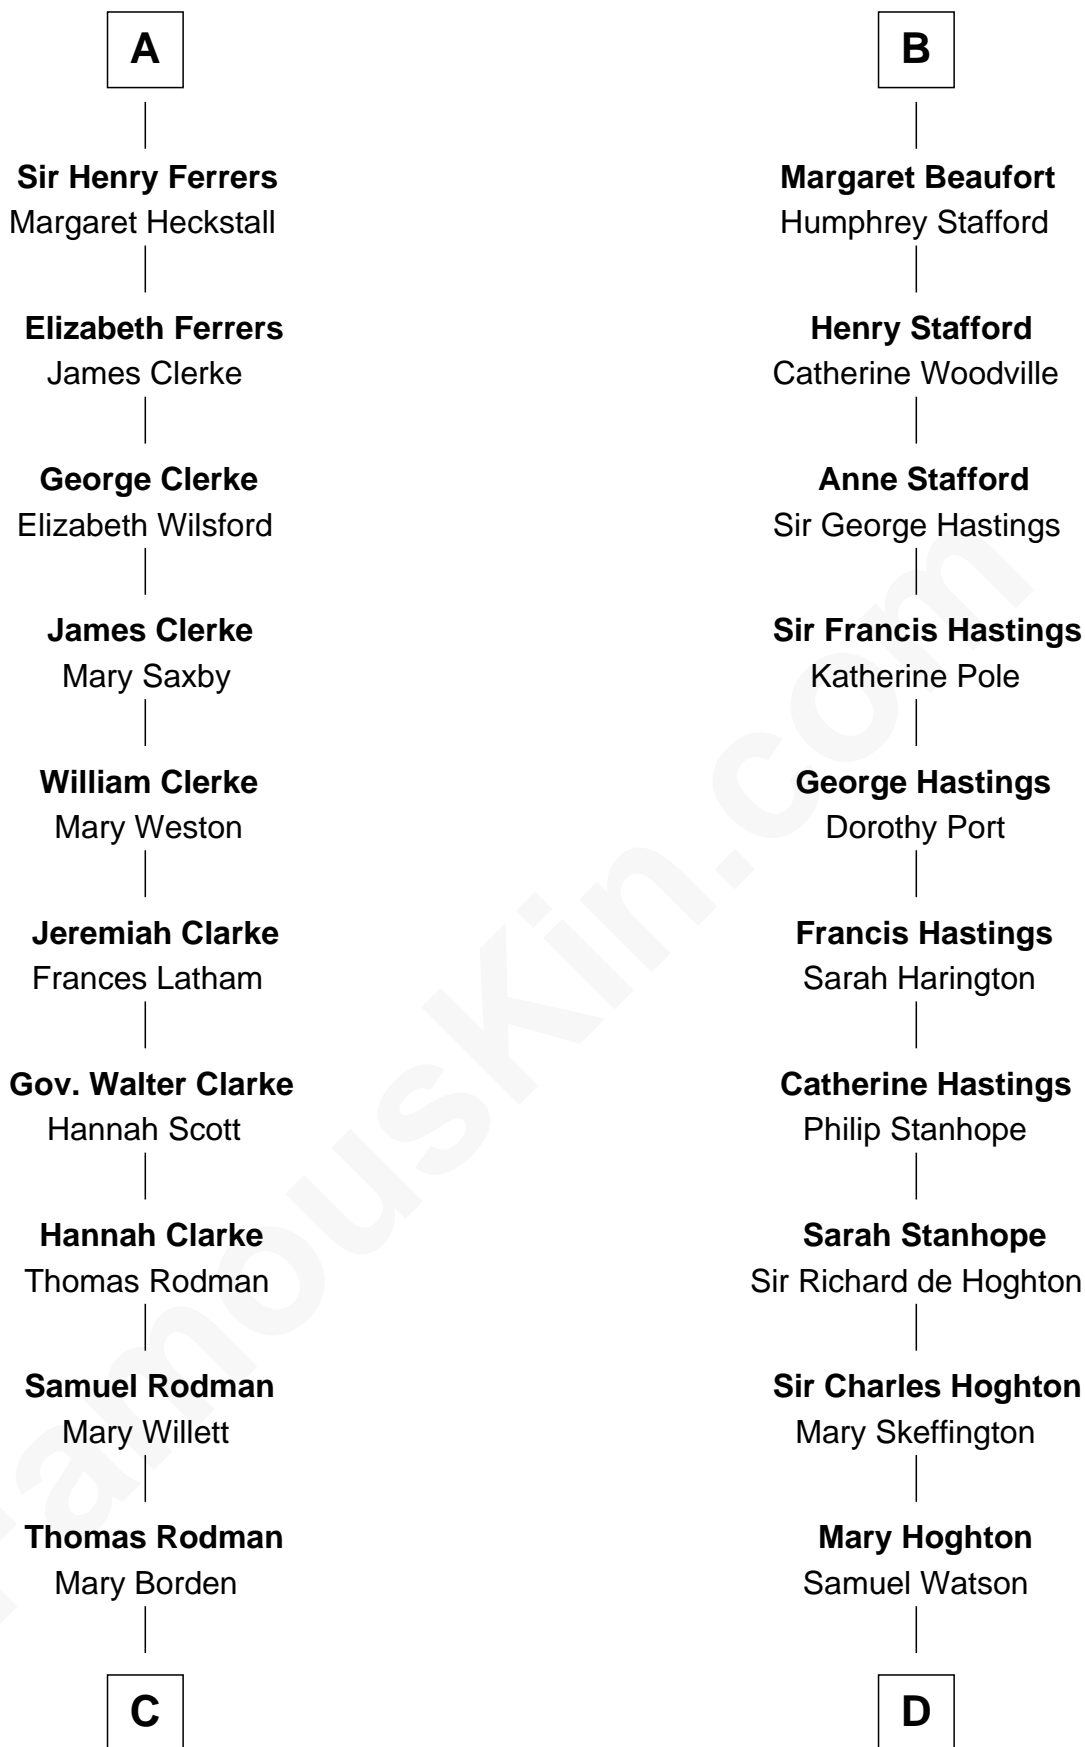 A
Sir Henry Ferrers
Margaret Heckstall
Elizabeth Ferrers
James Clerke
George Clerke
Elizabeth Wilsford
James Clerke
Mary Saxby
William Clerke
Mary Weston
Jeremiah Clarke
Frances Latham
Gov. Walter Clarke
Hannah Scott
Hannah Clarke
Thomas Rodman
Samuel Rodman
Mary Willett
Thomas Rodman
Mary Borden
C
B
Margaret Beaufort
Humphrey Stafford
Henry Stafford
Catherine Woodville
Anne Stafford
Sir George Hastings
Sir Francis Hastings
Katherine Pole
George Hastings
Dorothy Port
Francis Hastings
Sarah Harington
Catherine Hastings
Philip Stanhope
Sarah Stanhope
Sir Richard de Hoghton
Sir Charles Hoghton
Mary Skeffington
Mary Hoghton
Samuel Watson
D
FamousKin.com